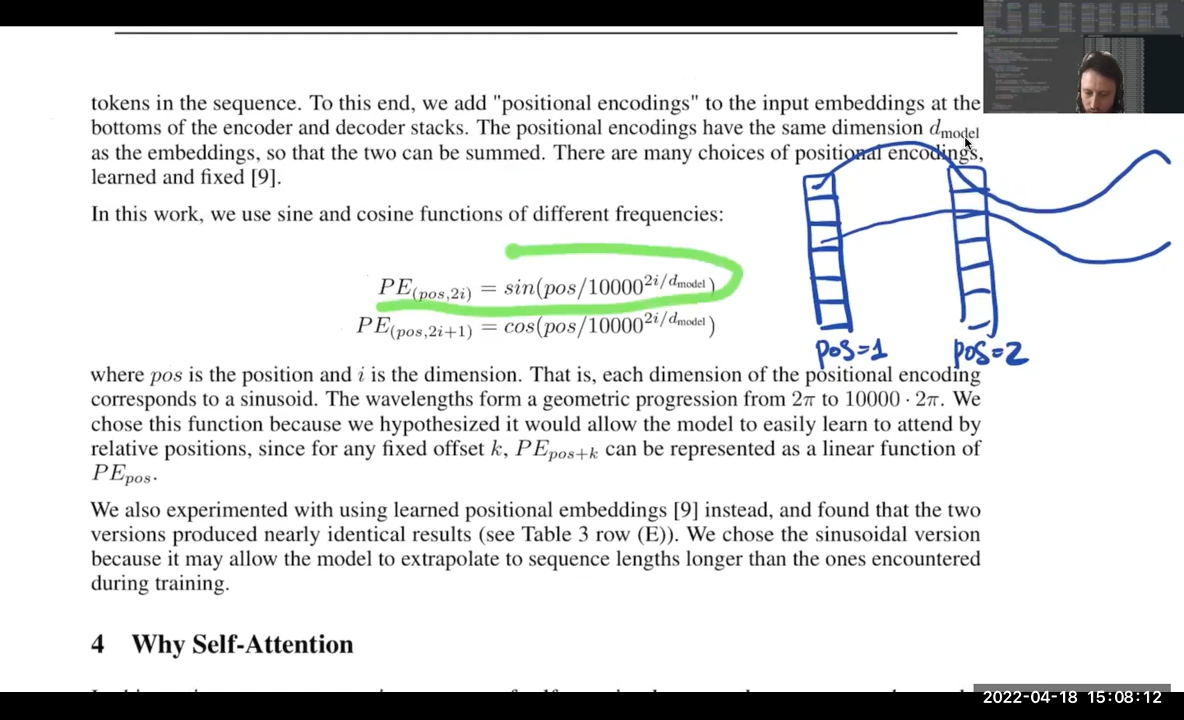 tokens in the sequence. To this end, we add "positional encodings" to the input embeddings at the
bottoms of the encoder and decoder stacks. The positional encodings have the same dimension d_model
as the embeddings, so that the two can be summed. There are many choices of positional encodings,
learned and fixed [9].
In this work, we use sine and cosine functions of different frequencies:
PE_(pos,2i) = sin(pos/10000^{2i/d_model})
PE_(pos,2i+1) = cos(pos/10000^{2i/d_model})
pos=1
pos=2
where pos is the position and i is the dimension. That is, each dimension of the positional encoding
corresponds to a sinusoid. The wavelengths form a geometric progression from 2π to 10000 · 2π. We
chose this function because we hypothesized it would allow the model to easily learn to attend by
relative positions, since for any fixed offset k, PE_{pos+k} can be represented as a linear function of
PE_{pos}.
We also experimented with using learned positional embeddings [9] instead, and found that the two
versions produced nearly identical results (see Table 3 row (E)). We chose the sinusoidal version
because it may allow the model to extrapolate to sequence lengths longer than the ones encountered
during training.
4 Why Self-Attention
2022-04-18 15:08:12